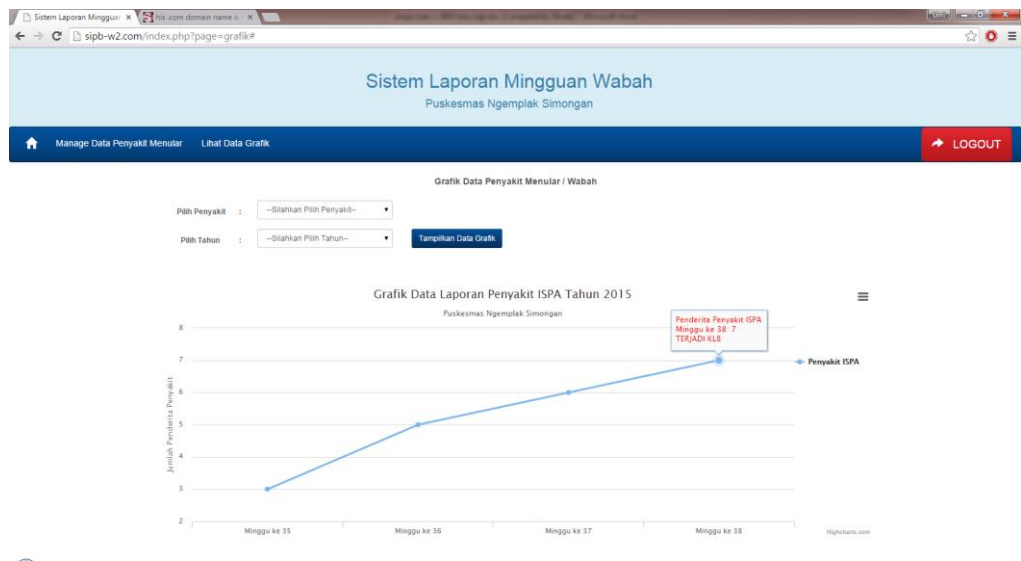 Sistem Laporan Minggua
his .com domain name is
sipb-w2.com/index.php?page=grafik#
Sistem Laporan Mingguan Wabah
Puskesmas Ngemplak Simongan
Manage Data Penyakit Menular
Lihat Data Grafik
LOGOUT
Grafik Data Penyakit Menular / Wabah
Pilih Penyakit :
--Silahkan Pilih Penyakit--
Pilih Tahun :
--Silahkan Pilih Tahun--
Tampilkan Data Grafik
Grafik Data Laporan Penyakit ISPA Tahun 2015
Puskesmas Ngemplak Simongan
Penderita Penyakit ISPA
Minggu ke 38: 7
TERJADI KLB
Penyakit ISPA
Jumlah Penderita Penyakit
8
7
6
5
4
3
2
Minggu ke 35
Minggu ke 36
Minggu ke 37
Minggu ke 38
Highcharts.com